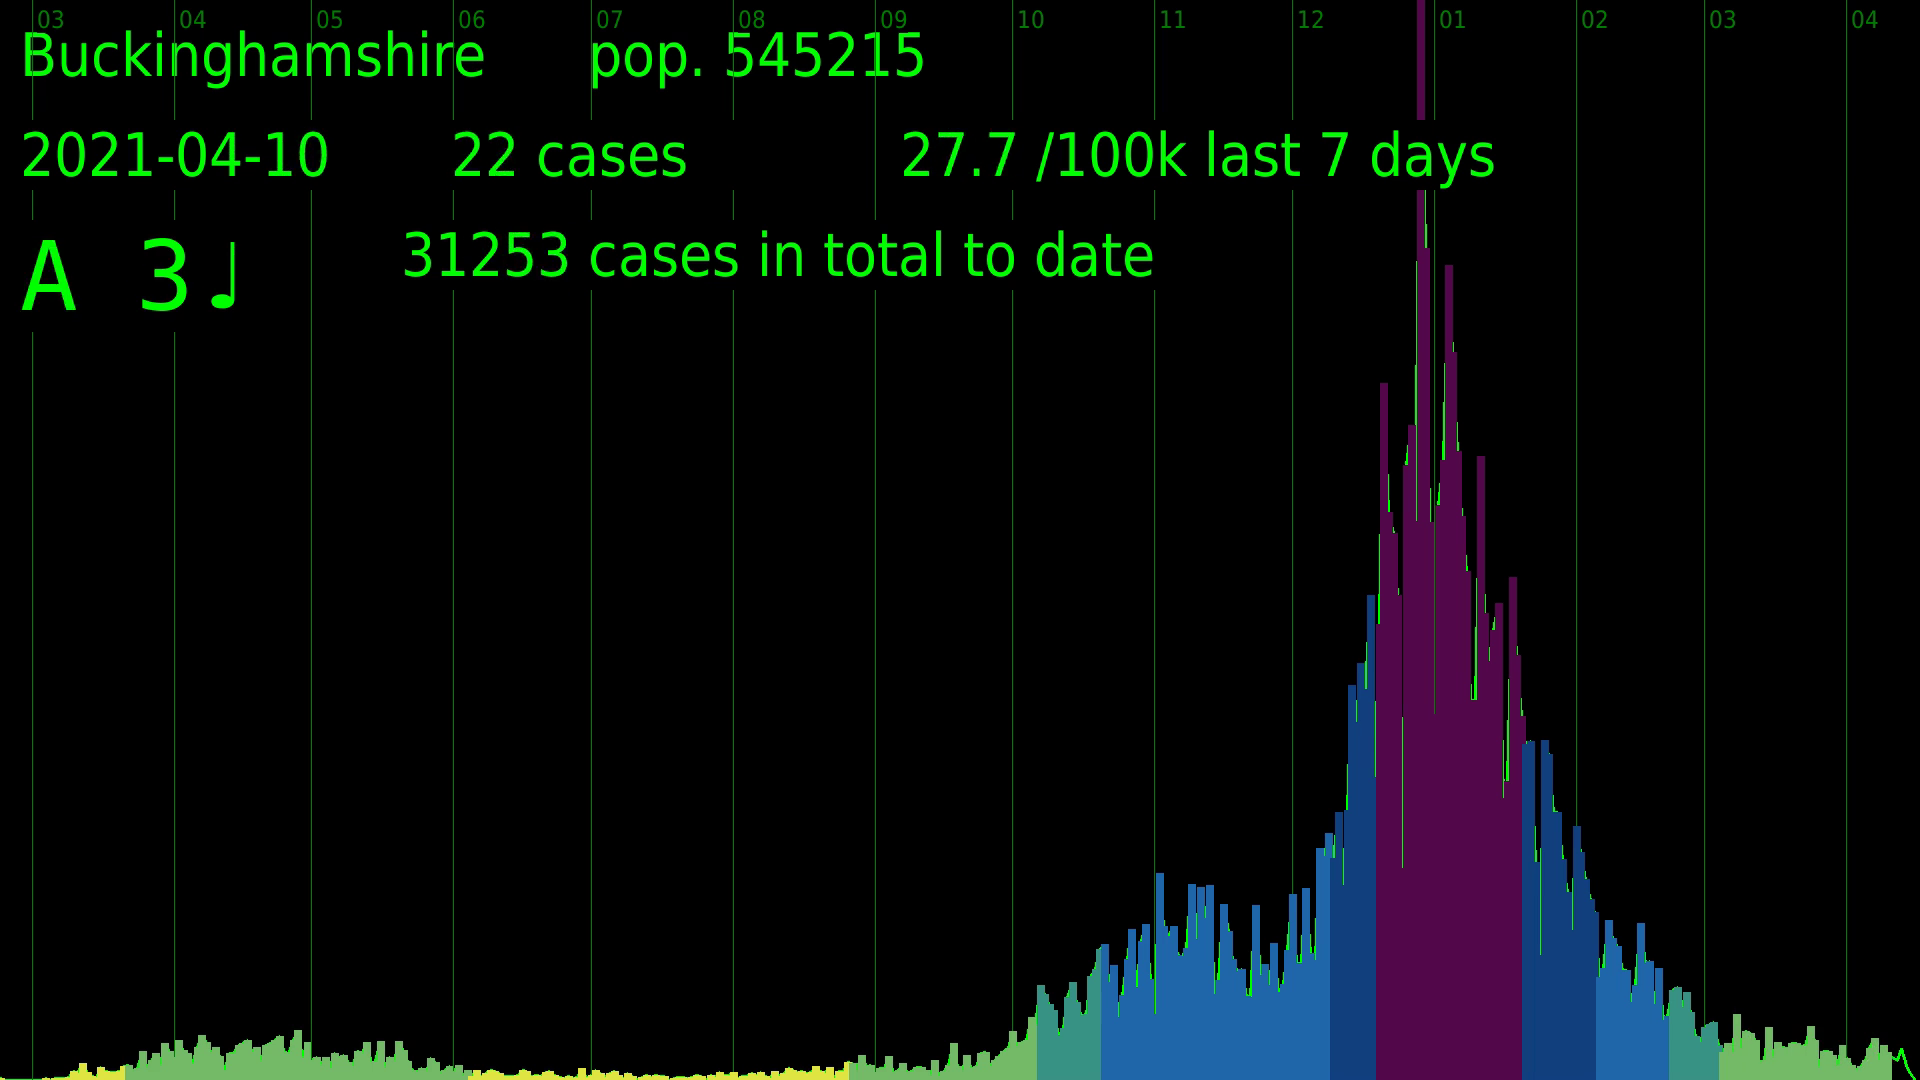 03 04 05 06 07 08 09 10 11 12 01 02 03 04
Buckinghamshire pop. 545215
2021-04-10 22 cases 27.7 /100k last 7 days
A 3♩ 31253 cases in total to date